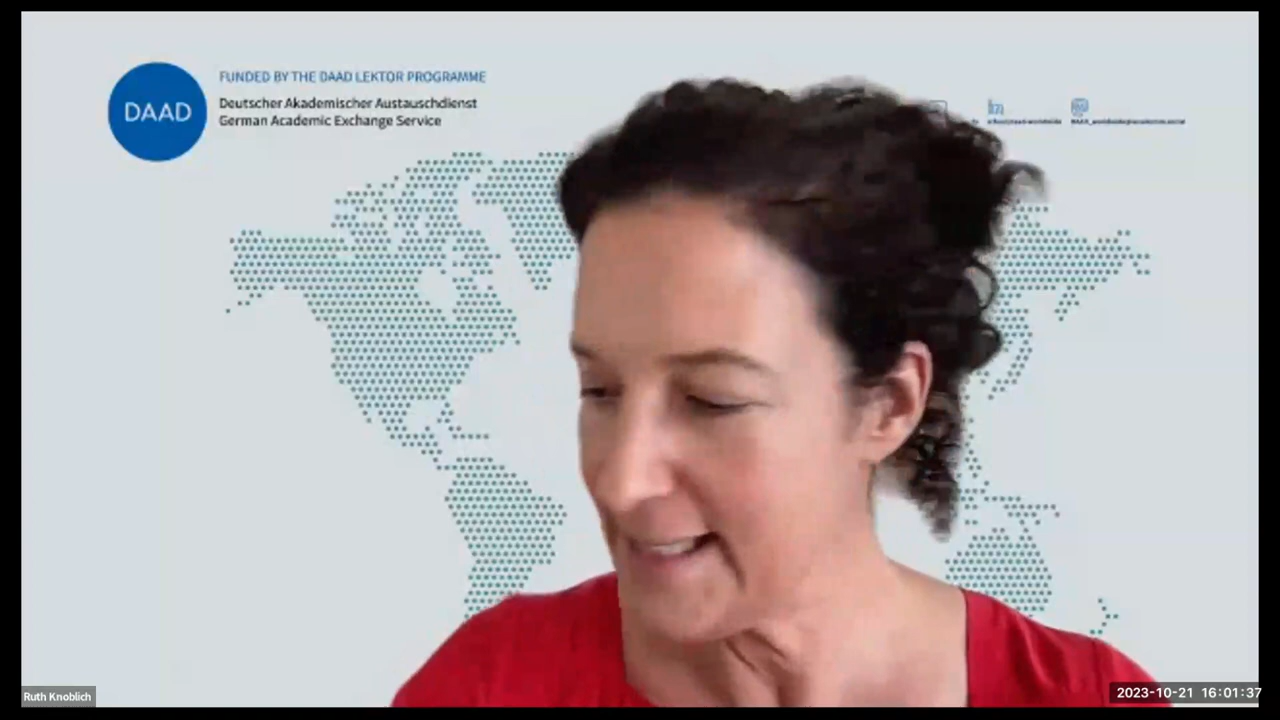 DAAD
FUNDED BY THE DAAD LEKTOR PROGRAMME
Deutscher Akademischer Austauschdienst
German Academic Exchange Service
Ruth Knoblich
2023-10-21 16:01:37